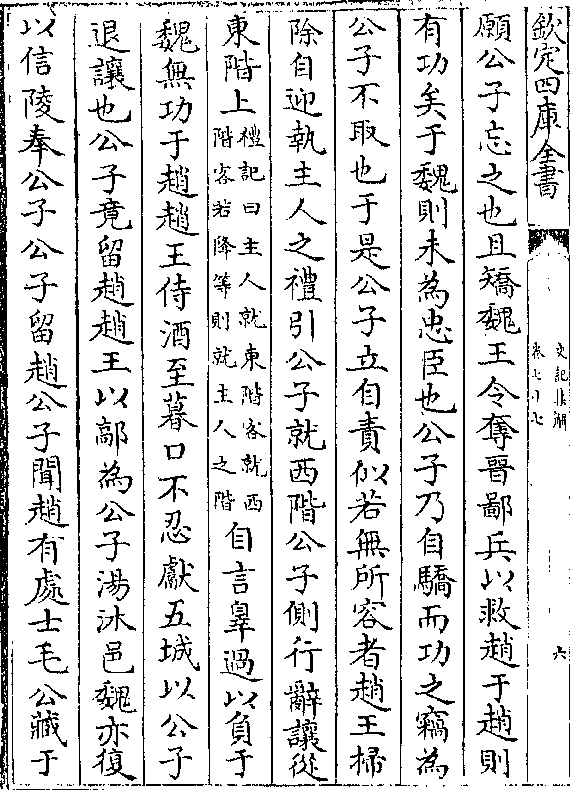 欽定四庫全書
史記集解
卷七十七
六
願公子忘之也且矯魏王令奪晉鄙兵以救趙于趙則
有功矣于魏則未為忠臣也公子乃自驕而功之竊為
公子不取也于是公子立自責似若無所容者趙王掃
除自迎執主人之禮引公子就西階公子側行辭讓從
東階上禮記曰主人就東階客就西階客若降等則就主人之階自言辠過以負于
魏無功于趙趙王侍酒至暮口不忍獻五城以公子
退讓也公子竟留趙趙王以鄗為公子湯沐邑魏亦復
以信陵奉公子公子留趙公子聞趙有處士毛公藏于